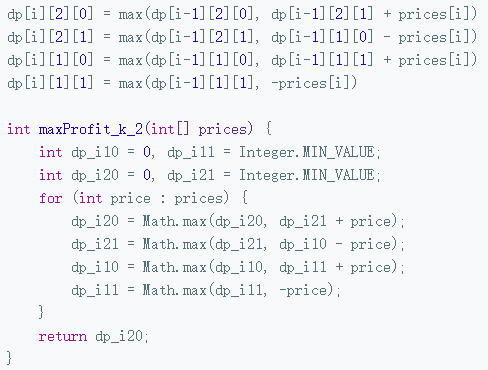 dp[i][2][0] = max(dp[i-1][2][0], dp[i-1][2][1] + prices[i])
dp[i][2][1] = max(dp[i-1][2][1], dp[i-1][1][0] - prices[i])
dp[i][1][0] = max(dp[i-1][1][0], dp[i-1][1][1] + prices[i])
dp[i][1][1] = max(dp[i-1][1][1], -prices[i])
int maxProfit_k_2(int[] prices) {
    int dp_i10 = 0, dp_i11 = Integer.MIN_VALUE;
    int dp_i20 = 0, dp_i21 = Integer.MIN_VALUE;
    for (int price : prices) {
        dp_i20 = Math.max(dp_i20, dp_i21 + price);
        dp_i21 = Math.max(dp_i21, dp_i10 - price);
        dp_i10 = Math.max(dp_i10, dp_i11 + price);
        dp_i11 = Math.max(dp_i11, -price);
    }
    return dp_i20;
}